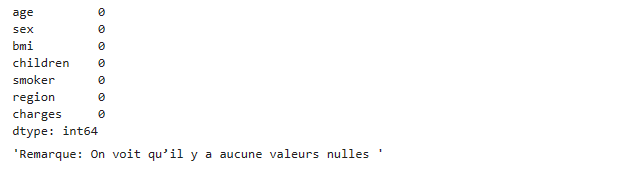 age 0
sex 0
bmi 0
children 0
smoker 0
region 0
charges 0
dtype: int64
'Remarque: On voit qu’il y a aucune valeurs nulles '